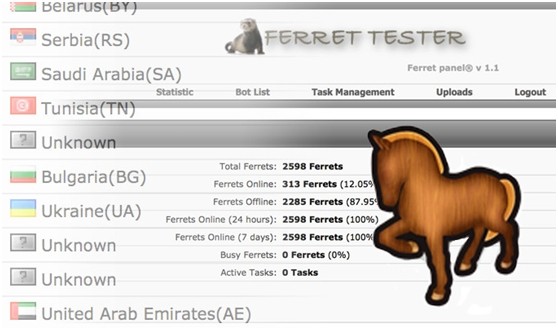 Belarus(BY)
Serbia(RS)
Saudi Arabia(SA)
Tunisia(TN)
Unknown
Bulgaria(BG)
Ukraine(UA)
Unknown
Unknown
United Arab Emirates(AE)
FERRET TESTER
Ferret panel® v 1.1
Statistic Bot List Task Management Uploads Logout
Total Ferrets: 2598 Ferrets
Ferrets Online: 313 Ferrets (12.05%
Ferrets Offline: 2285 Ferrets (87.95%
Ferrets Online (24 hours): 2598 Ferrets (100%)
Ferrets Online (7 days): 2598 Ferrets (100%
Busy Ferrets: 0 Ferrets (0%)
Active Tasks: 0 Tasks